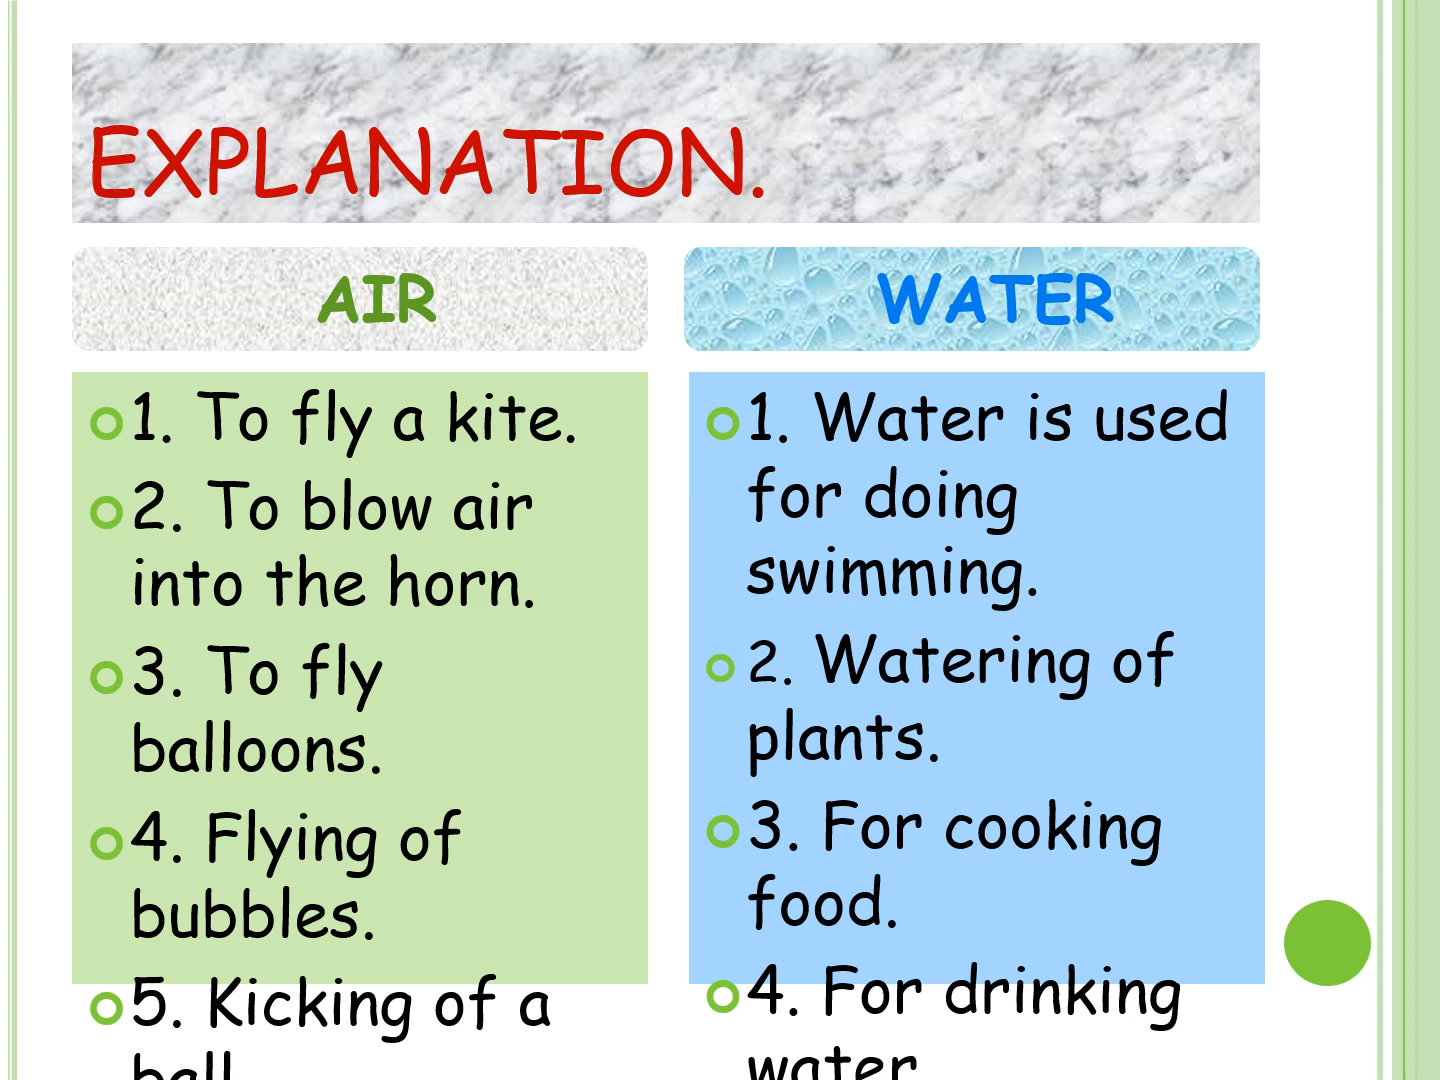 EXPLANATION.
AIR
1. To fly a kite.
2. To blow air
into the horn.
3. To fly
balloons.
4. Flying of
bubbles.
5. Kicking of a
ball
WATER
1. Water is used
for doing
swimming.
2. Watering of
plants.
3. For cooking
food.
4. For drinking
water